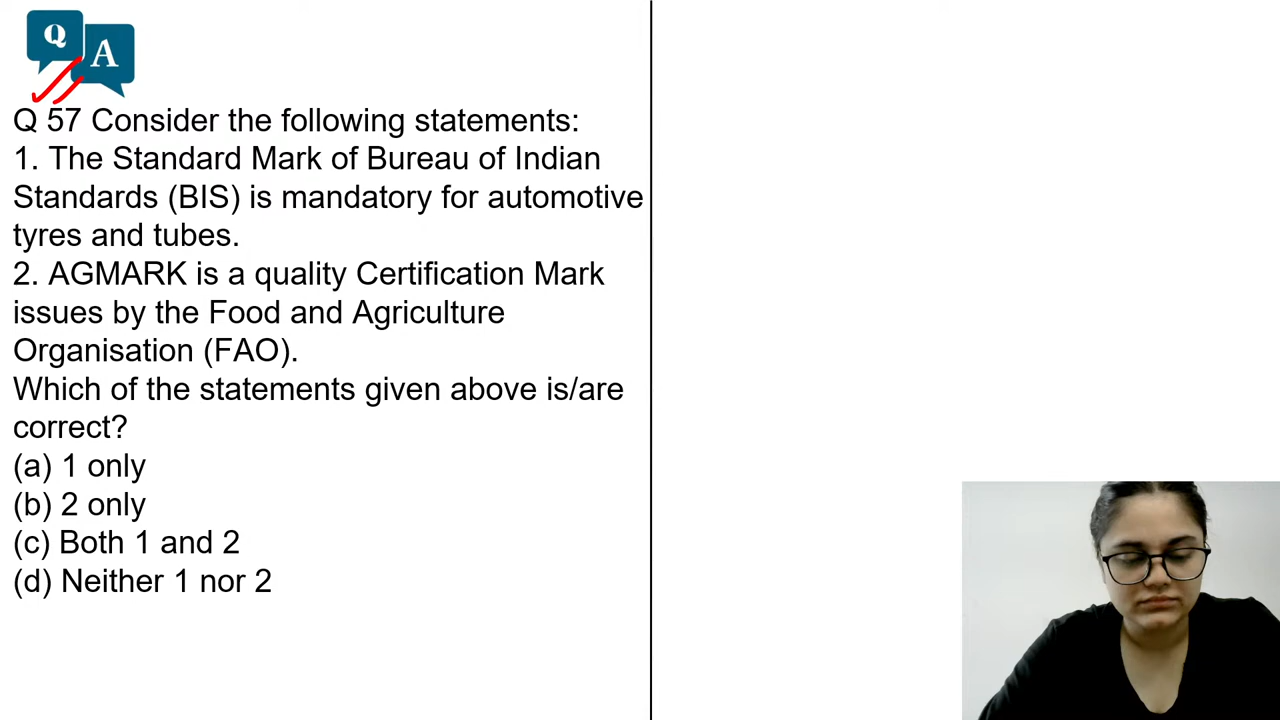 Q
A
Q 57 Consider the following statements:
1. The Standard Mark of Bureau of Indian
Standards (BIS) is mandatory for automotive
tyres and tubes.
2. AGMARK is a quality Certification Mark
issues by the Food and Agriculture
Organisation (FAO).
Which of the statements given above is/are
correct?
(a) 1 only
(b) 2 only
(c) Both 1 and 2
(d) Neither 1 nor 2